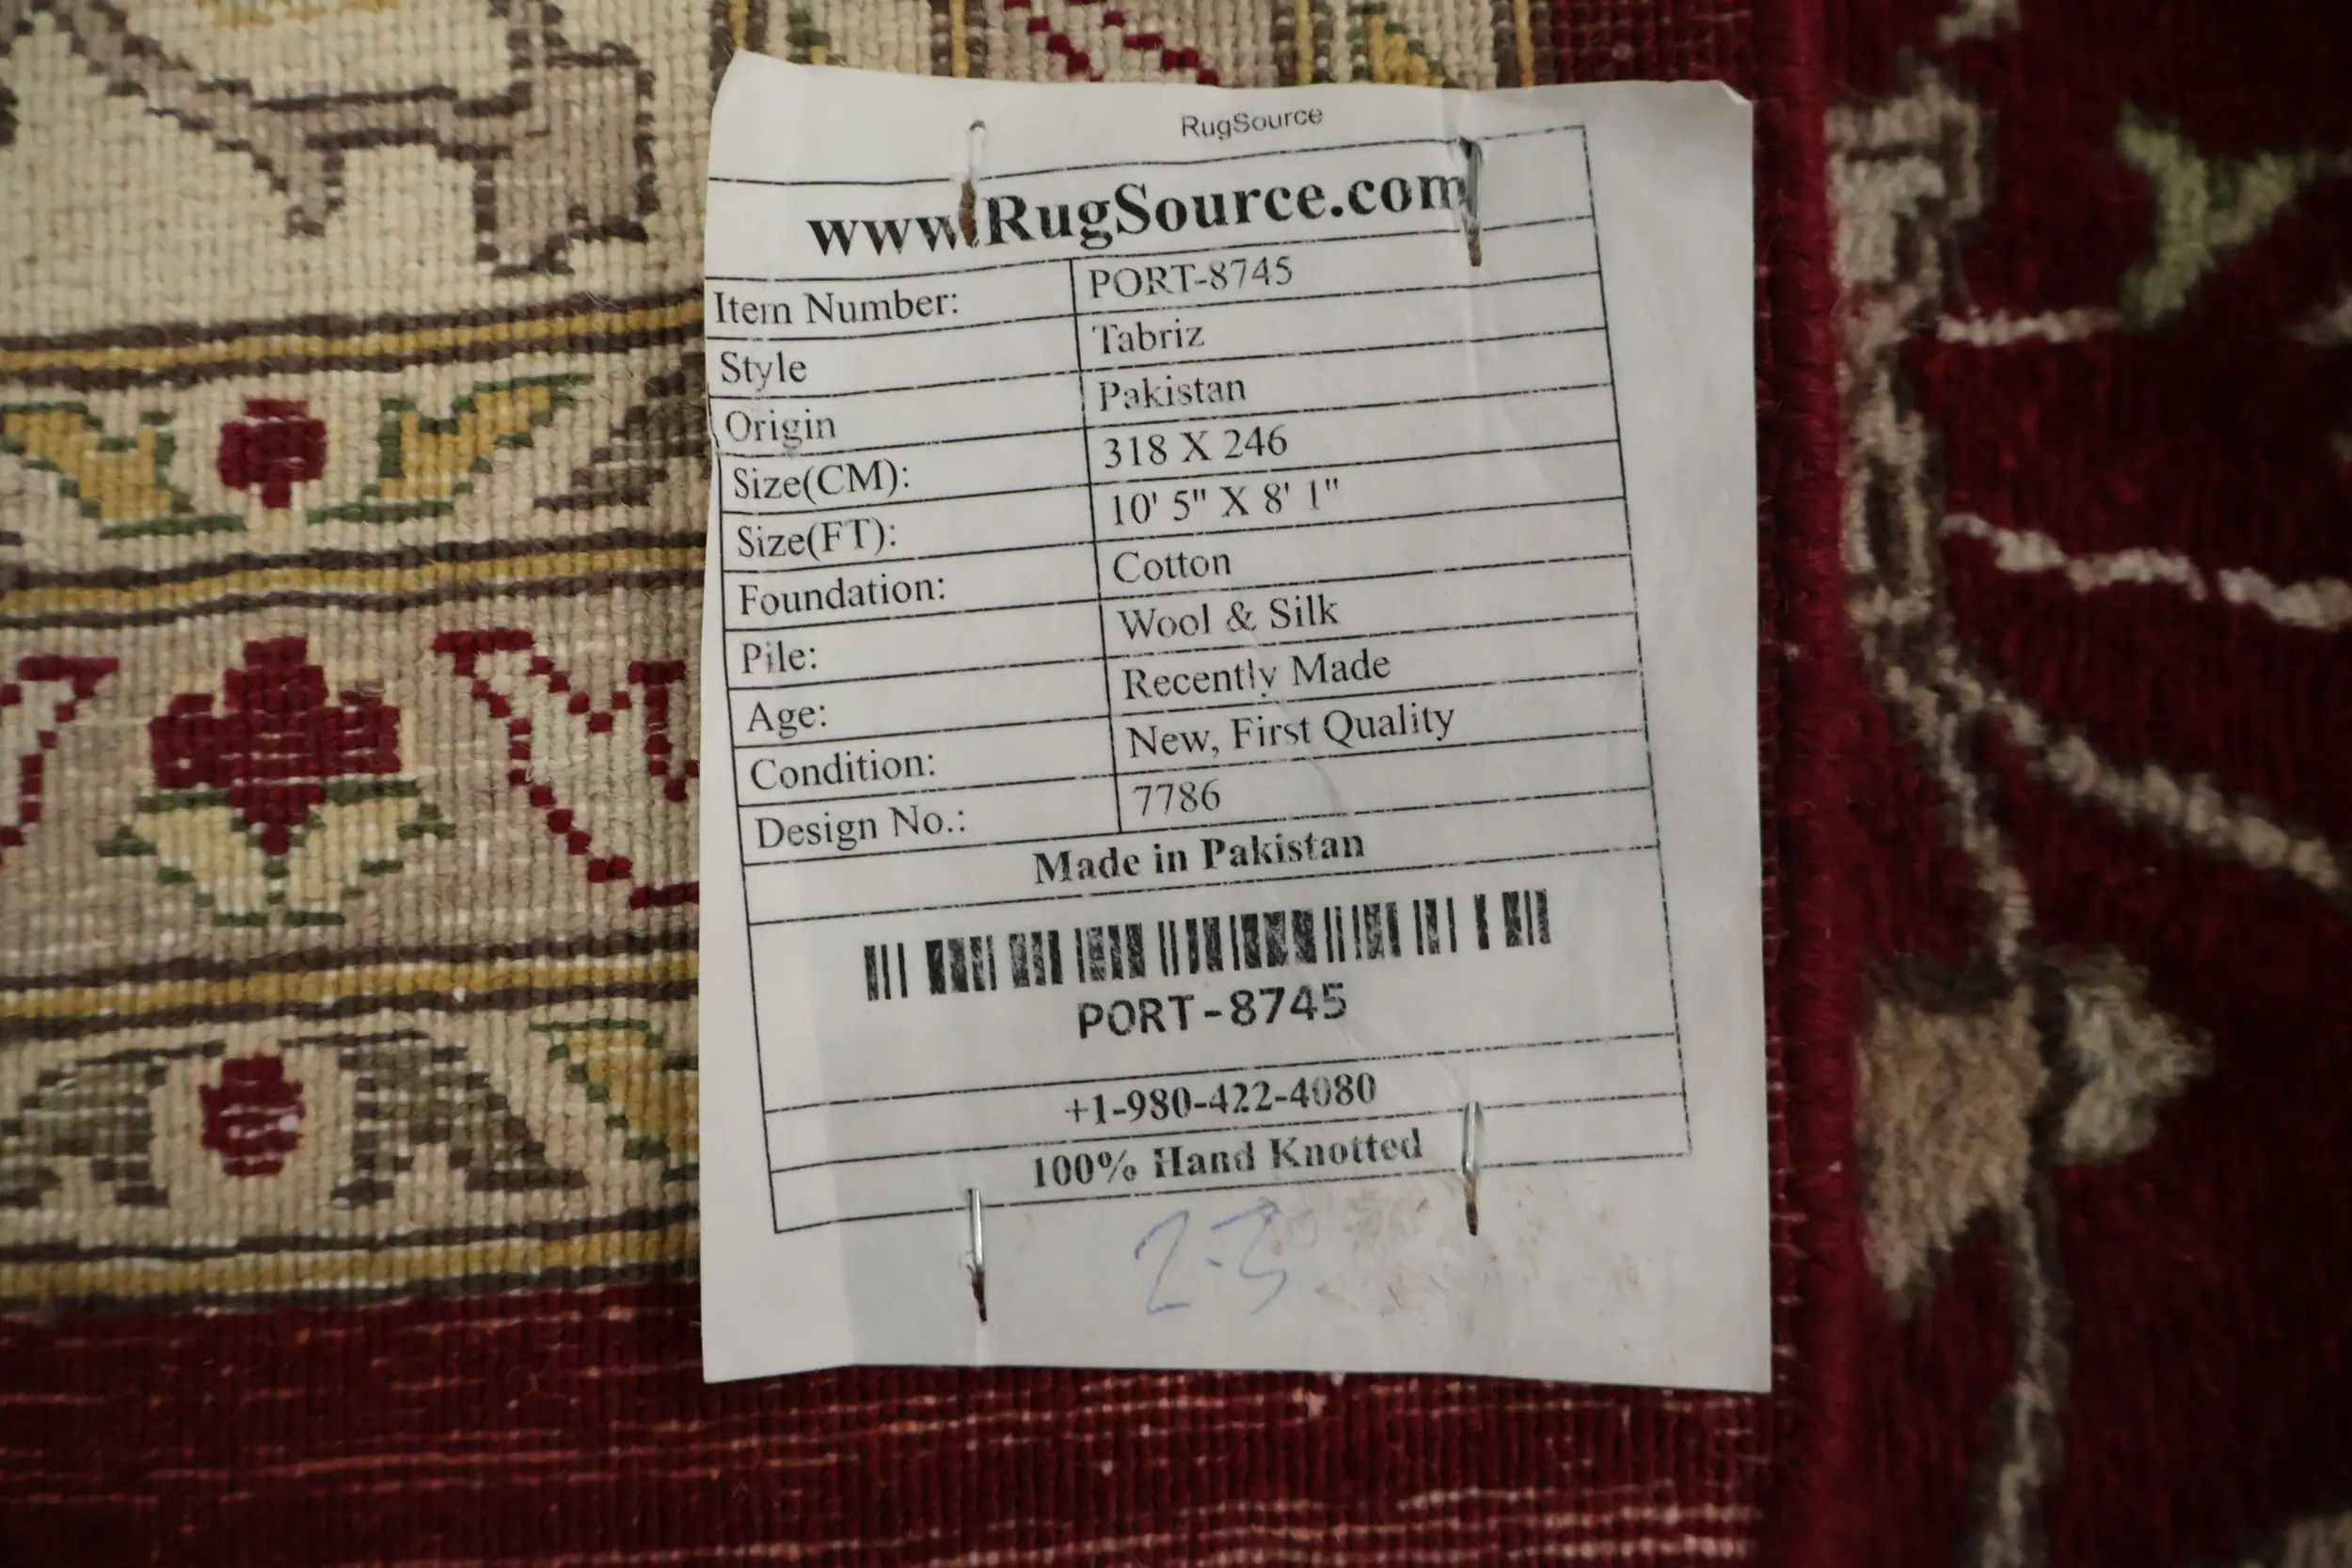 RugSource
www.RugSource.com
Item Number: PORT-8745
Style Tabriz
Origin Pakistan
Size(CM): 318 X 246
Size(FT): 10' 5" X 8' 1"
Foundation: Cotton
Pile: Wool & Silk
Age: Recently Made
Condition: New, First Quality
Design No.: 7786
Made in Pakistan
PORT-8745
+1-980-422-4080
100% Hand Knotted
2-3